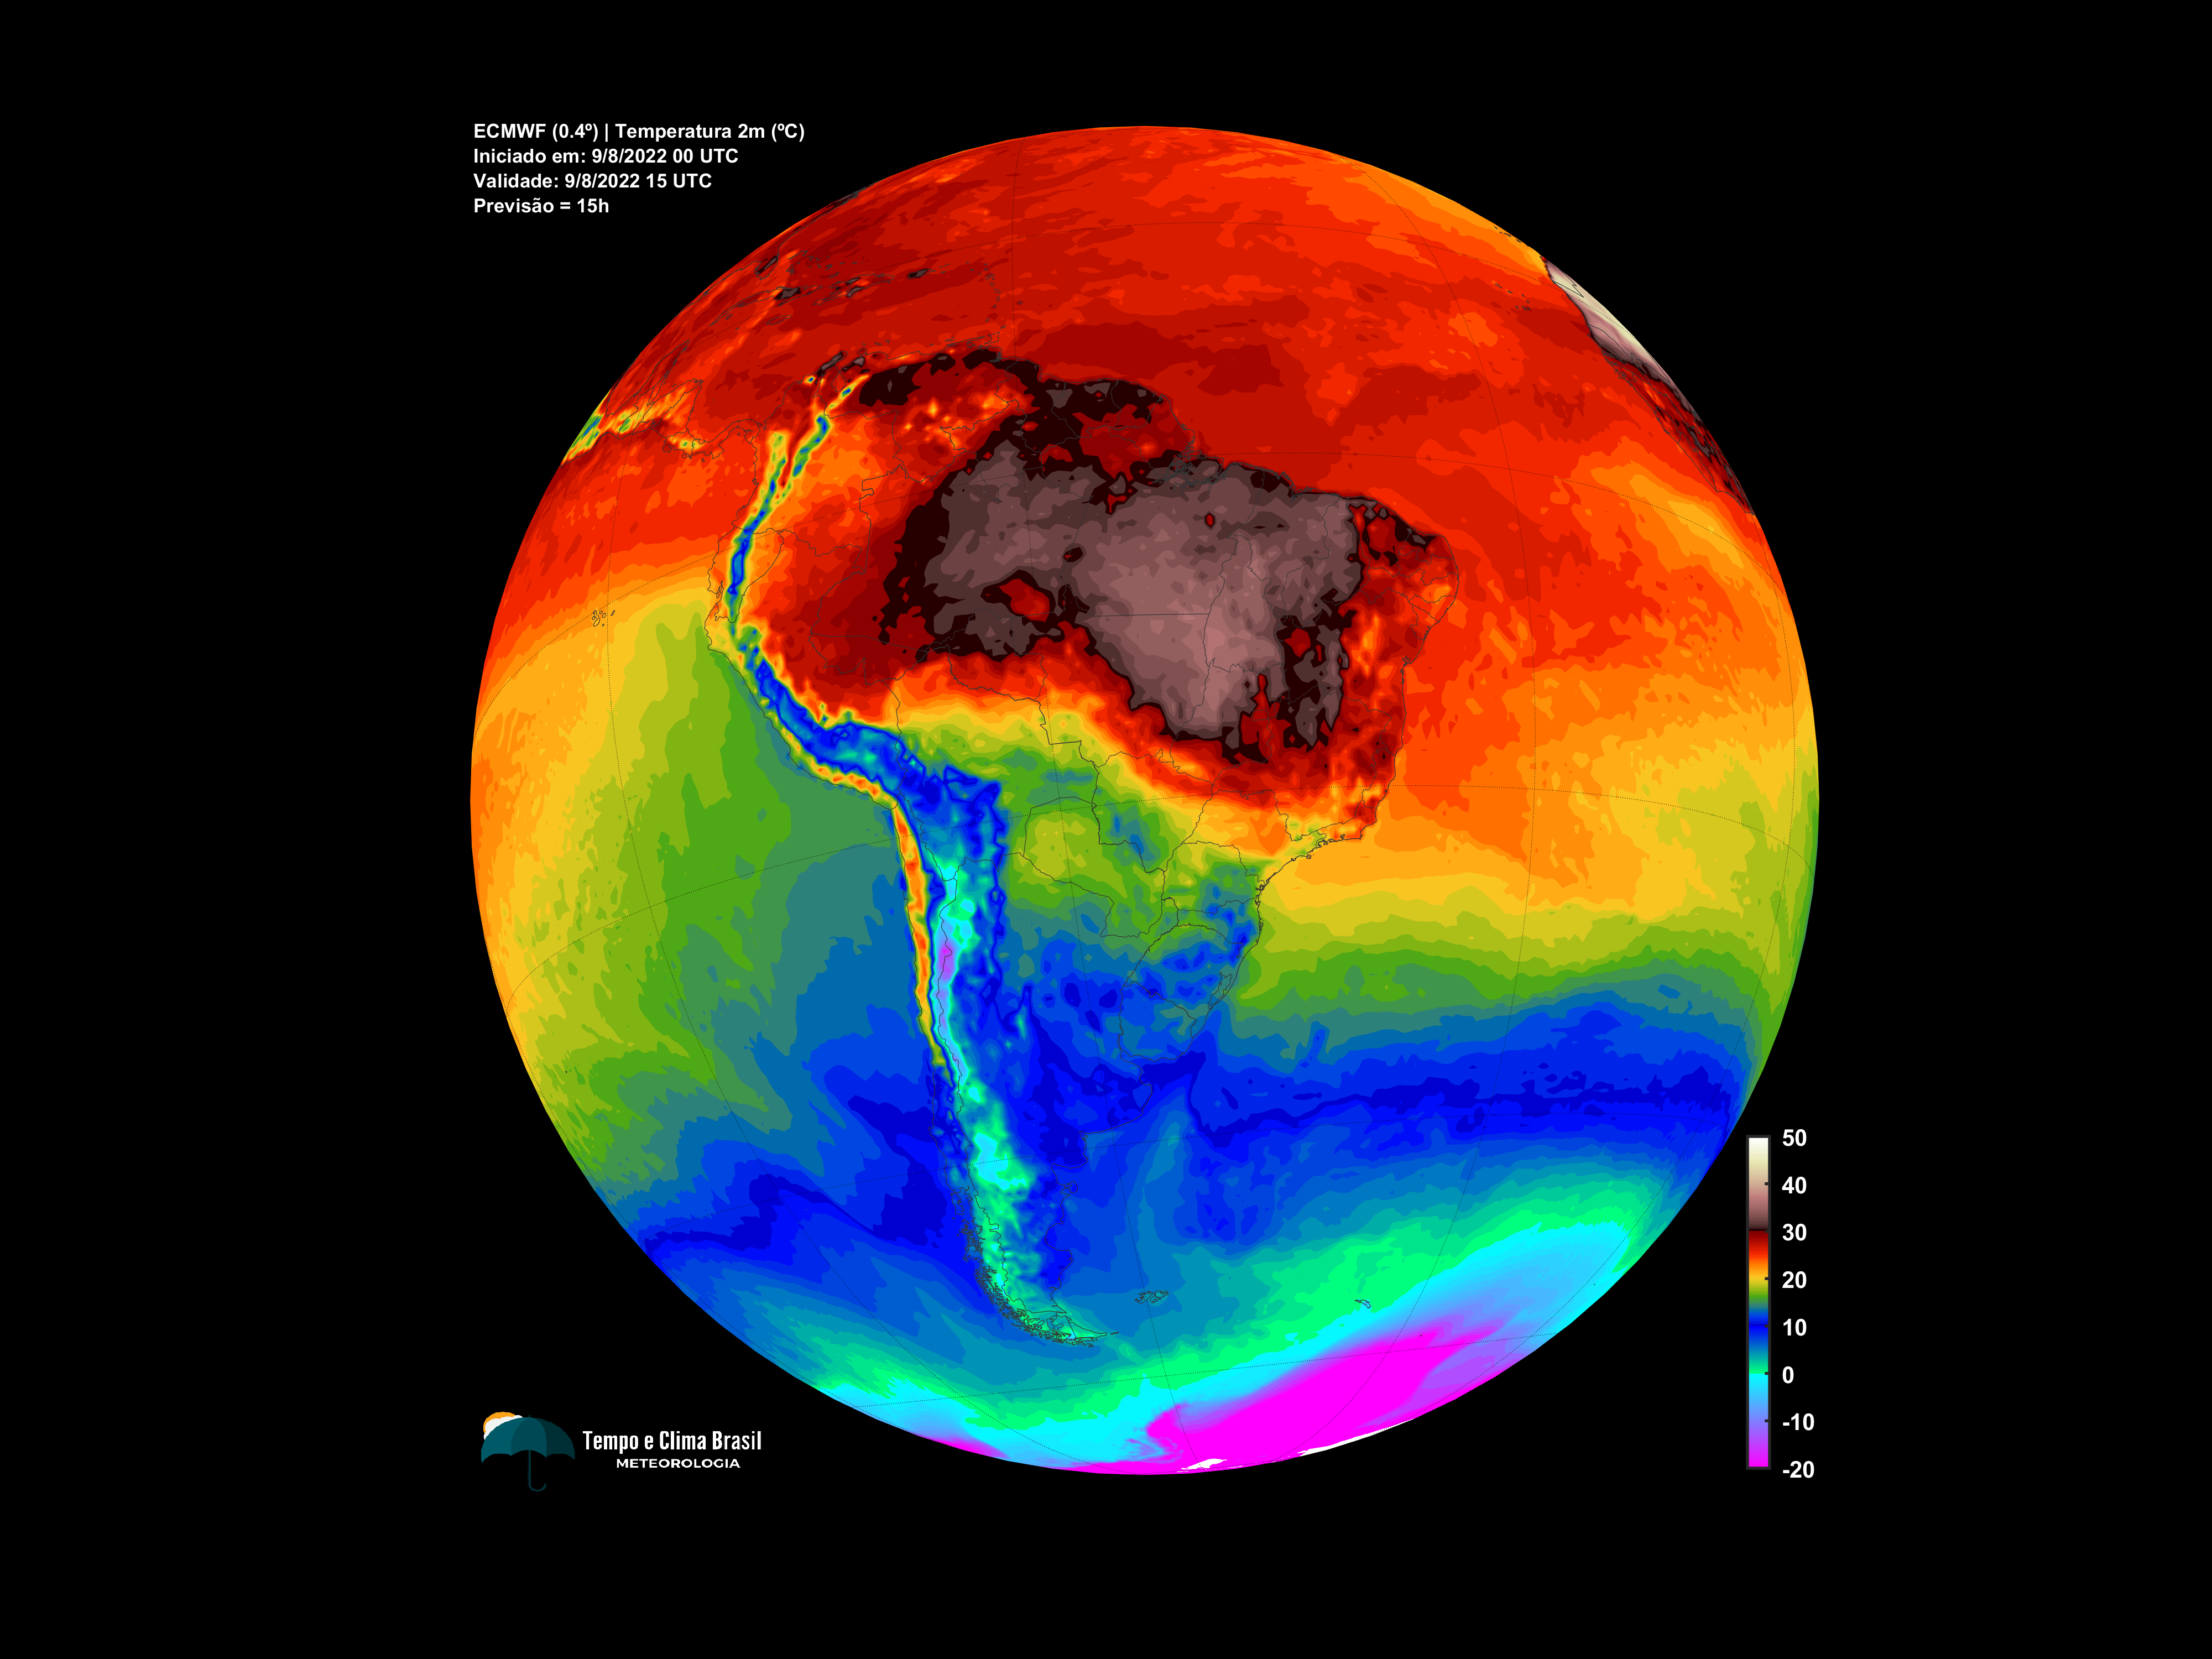 ECMWF (0.4º) | Temperatura 2m (ºC)
Iniciado em: 9/8/2022 00 UTC
Validade: 9/8/2022 15 UTC
Previsão = 15h
50
40
30
20
10
0
-10
-20
Tempo e Clima Brasil
METEOROLOGIA